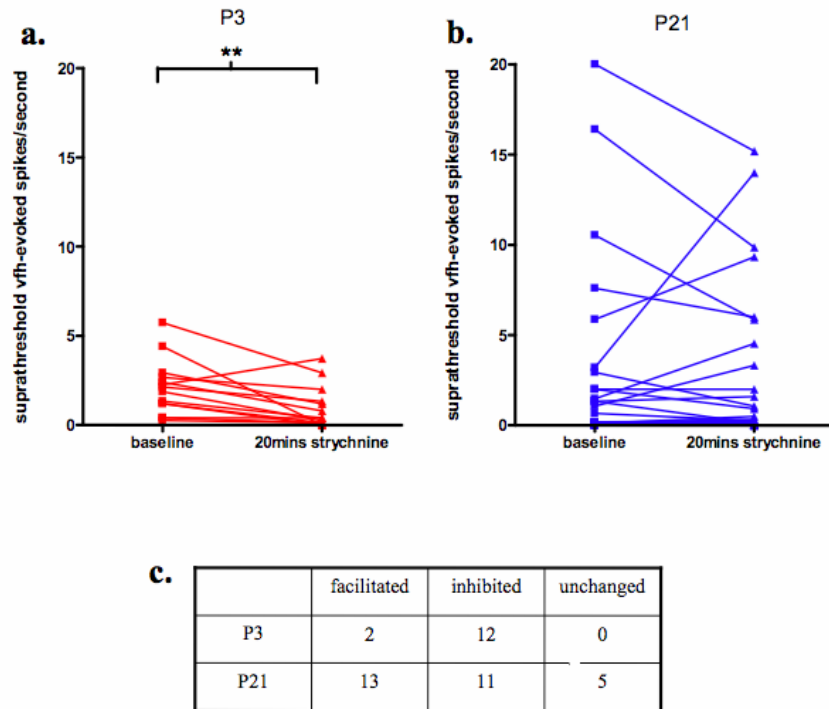 P3
a.
**
suprathreshold vfh-evoked spikes/second
20
15
10
5
0
baseline 20mins strychnine
P21
b.
suprathreshold vfh-evoked spikes/second
20
15
10
5
0
baseline 20mins strychnine
c.
facilitated inhibited unchanged
P3 2 12 0
P21 13 11 5